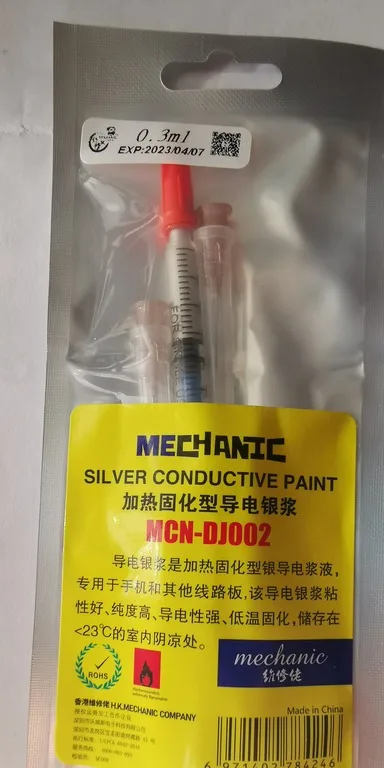 0.3ml
EXP:2023/04/07
MECHANIC
SILVER CONDUCTIVE PAINT
加热固化型导电银浆
MCN-DJ002
导电银浆是加热固化型银导电浆液,
专用于手机和其他线路板,该导电银浆粘
性好、纯度高、导电性强、低温固化,储存在
<23℃的室内阴凉处。
ROHS
mechanic
维修佬
香港维修佬 H.K.MECHANIC COMPANY
Made in China
6 971402 784246